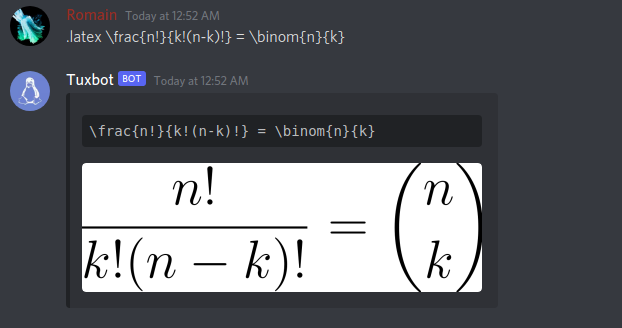 Romain Today at 12:52 AM
.latex \frac{n!}{k!(n-k)!} = \binom{n}{k}
Tuxbot BOT Today at 12:52 AM
\frac{n!}{k!(n-k)!} = \binom{n}{k}
n!
k!(n − k)!
=
(n
k)